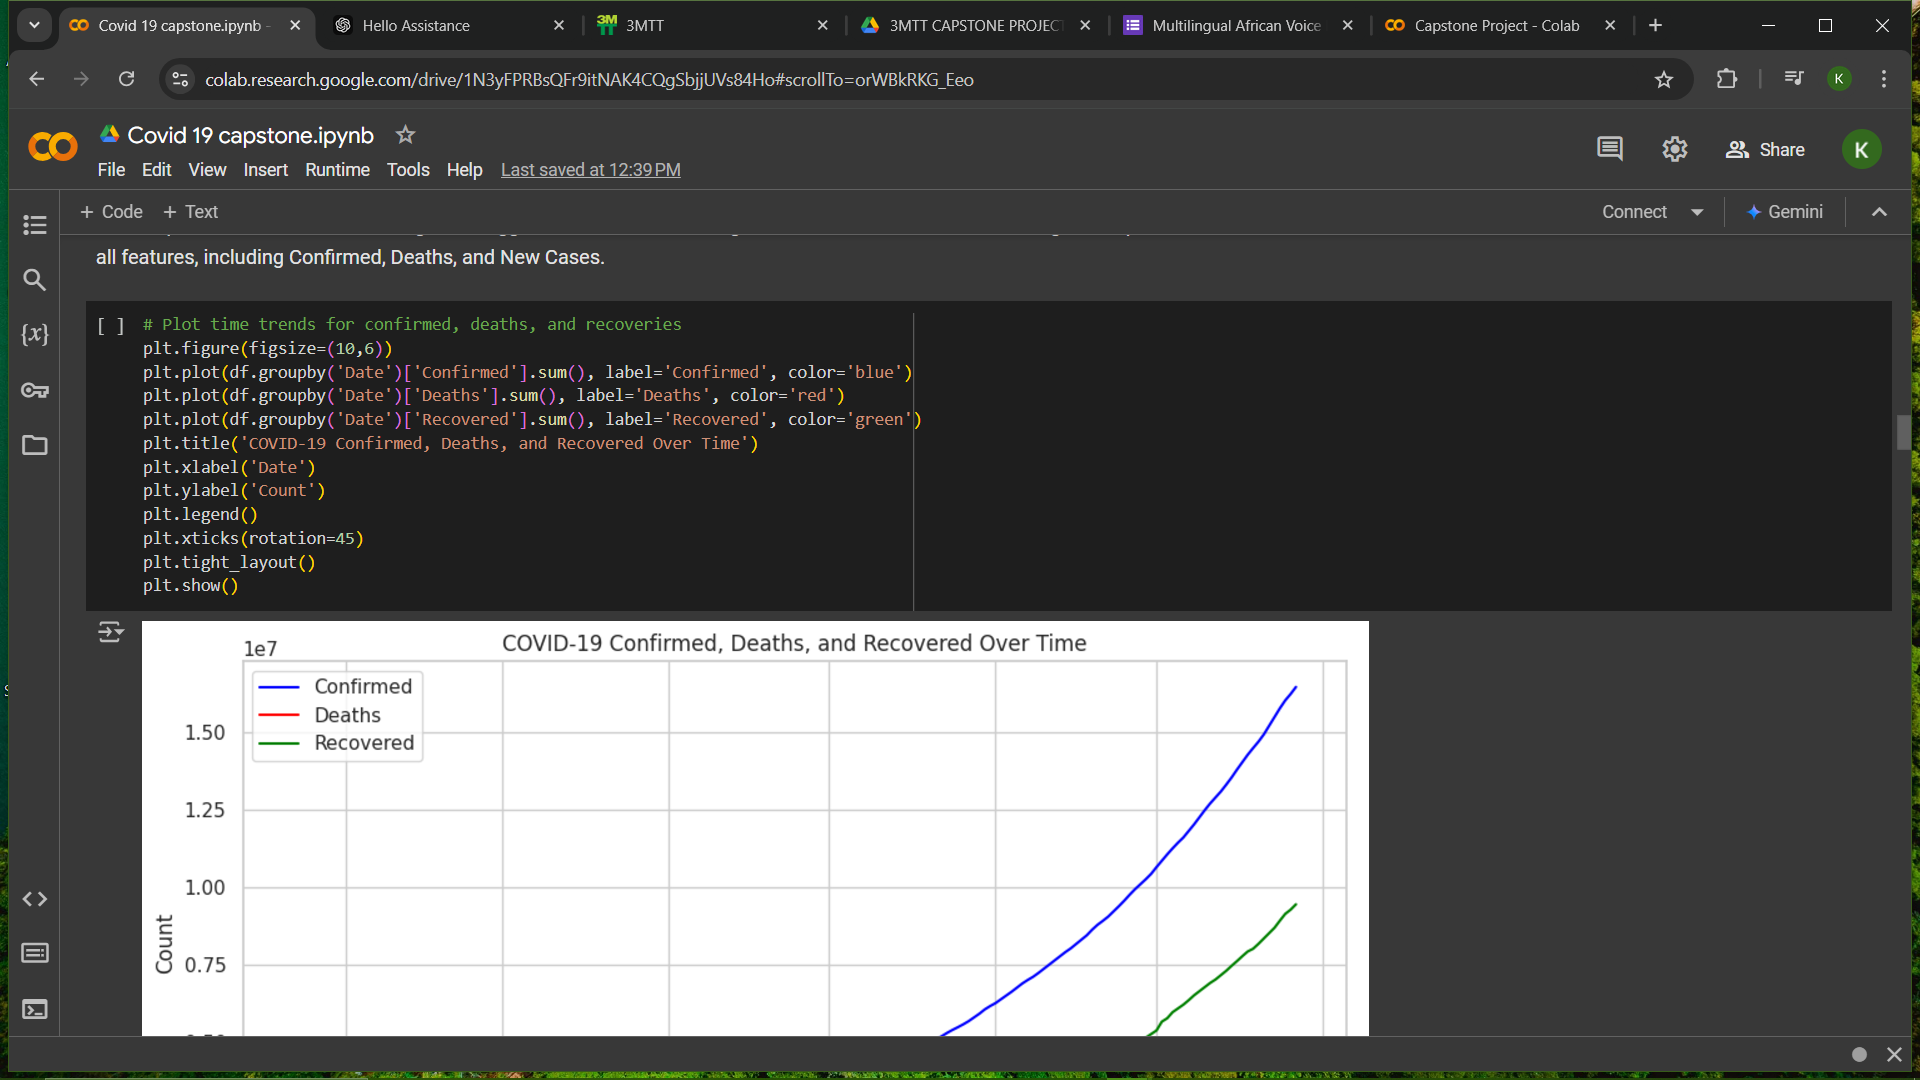 Covid 19 capstone.ipynb -
Hello Assistance
3MTT
3MTT CAPSTONE PROJECT
Multilingual African Voice
Capstone Project - Colab
colab.research.google.com/drive/1N3yFPRBsQFr9itNAK4CQgSbjjUVs84Ho#scrollTo=orWBkRKG_Eeo
K
Covid 19 capstone.ipynb
Share
K
File Edit View Insert Runtime Tools Help Last saved at 12:39 PM
+ Code + Text
Connect
Gemini
all features, including Confirmed, Deaths, and New Cases.
[ ] # Plot time trends for confirmed, deaths, and recoveries
plt.figure(figsize=(10,6))
plt.plot(df.groupby('Date')['Confirmed'].sum(), label='Confirmed', color='blue')
plt.plot(df.groupby('Date')['Deaths'].sum(), label='Deaths', color='red')
plt.plot(df.groupby('Date')['Recovered'].sum(), label='Recovered', color='green')
plt.title('COVID-19 Confirmed, Deaths, and Recovered Over Time')
plt.xlabel('Date')
plt.ylabel('Count')
plt.legend()
plt.xticks(rotation=45)
plt.tight_layout()
plt.show()
COVID-19 Confirmed, Deaths, and Recovered Over Time
1e7
Confirmed
Deaths
Recovered
1.50
1.25
1.00
0.75
Count